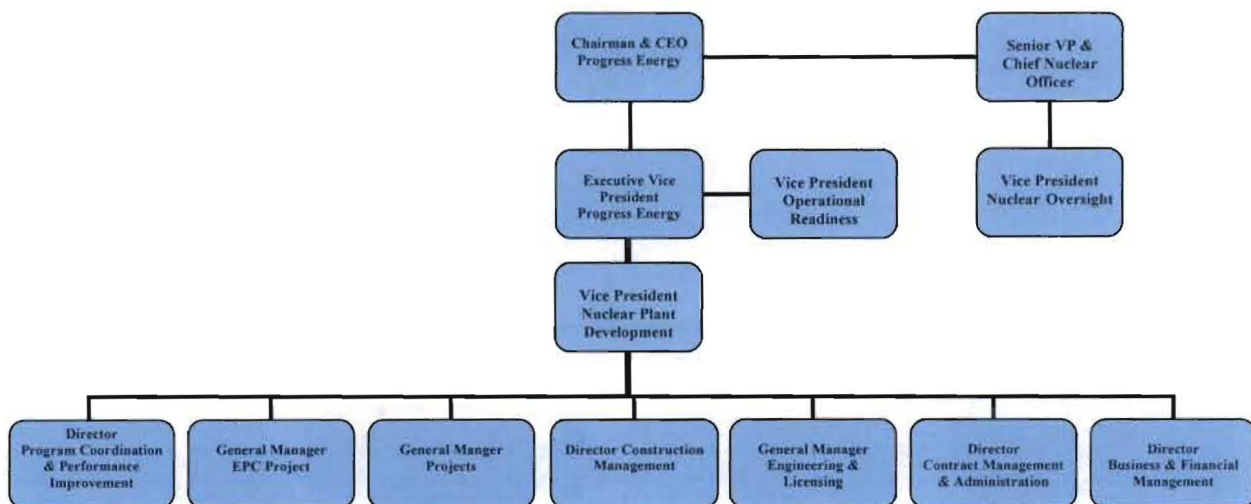 Chairman & CEO
Progress Energy
Senior VP &
Chief Nuclear
Officer
Executive Vice
President
Progress Energy
Vice President
Operational
Readiness
Vice President
Nuclear Oversight
Vice President
Nuclear Plant
Development
Director
Program Coordination
& Performance
Improvement
General Manager
EPC Project
General Manger
Projects
Director Construction
Management
General Manager
Engineering &
Licensing
Director
Contract Management
& Administration
Director
Business & Financial
Management